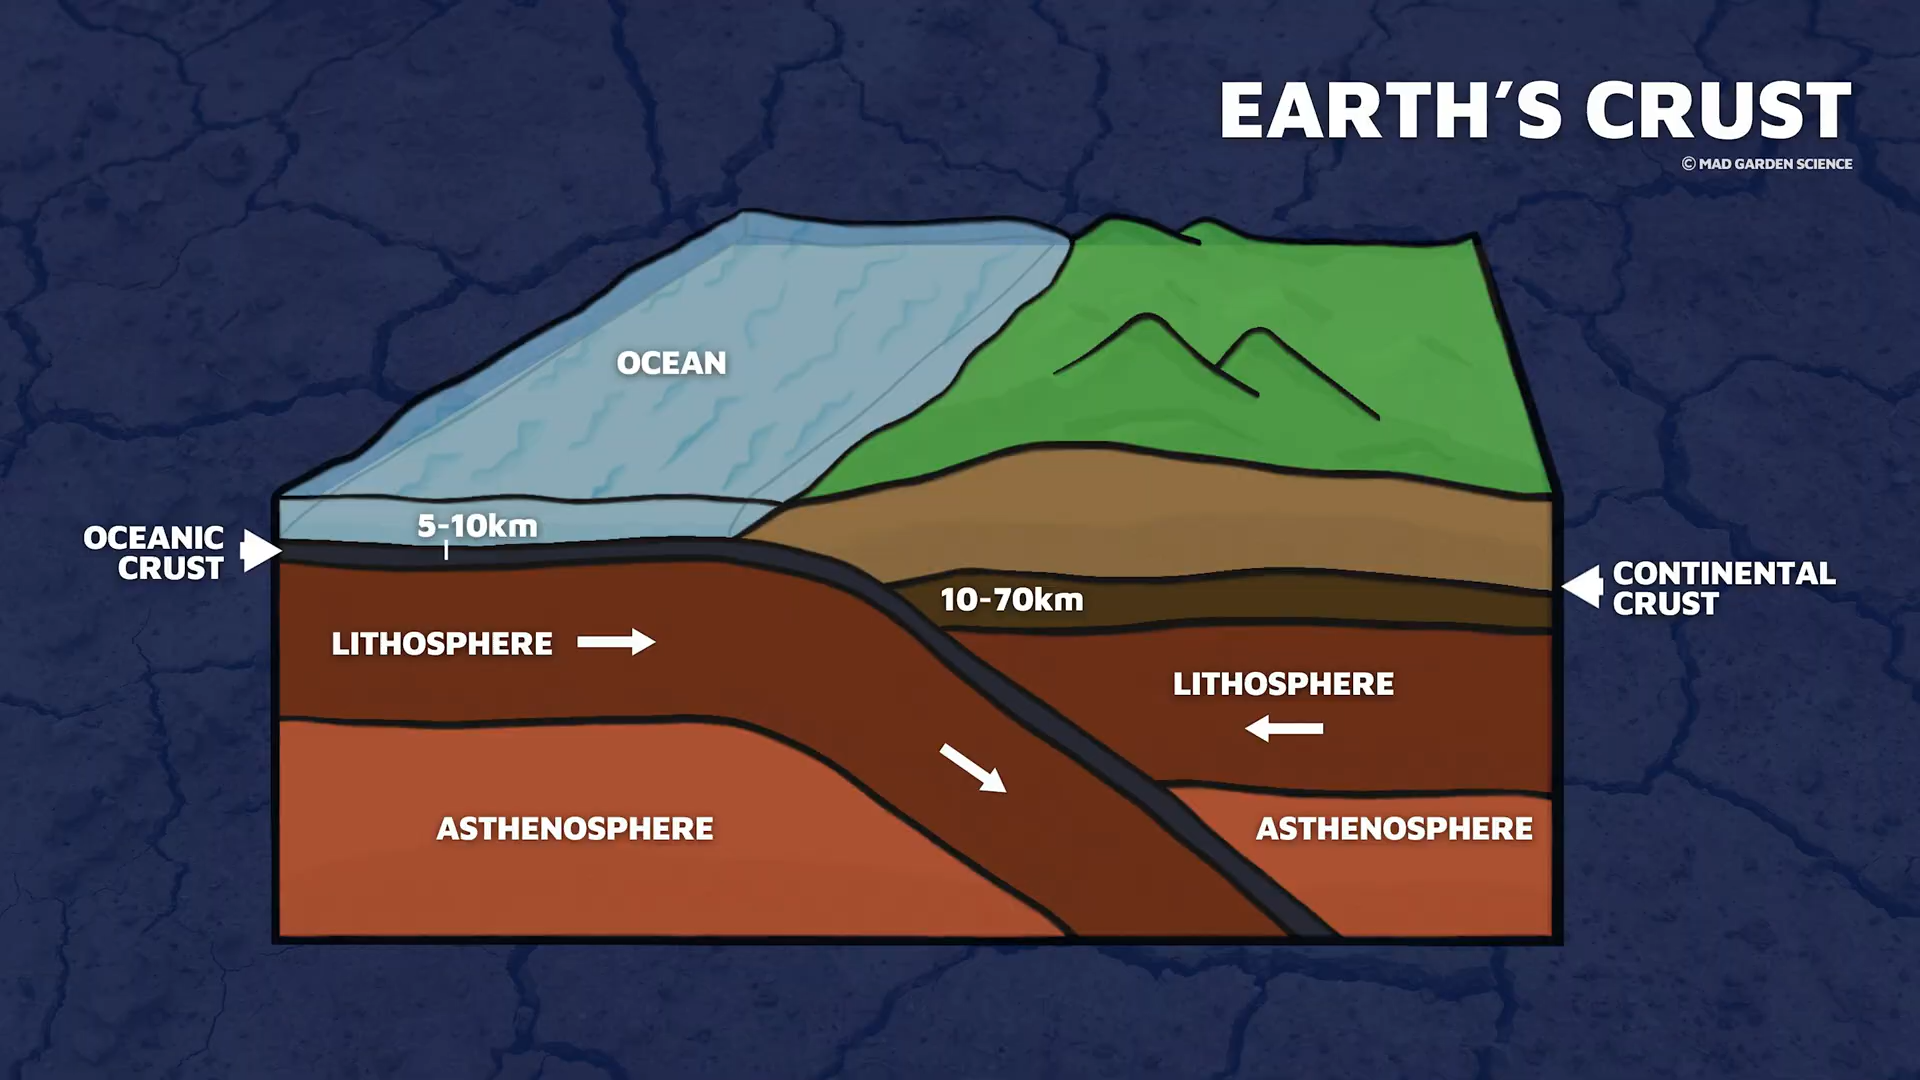 EARTH'S CRUST
© MAD GARDEN SCIENCE
OCEAN
5-10km
OCEANIC
CRUST
CONTINENTAL
CRUST
10-70km
LITHOSPHERE
LITHOSPHERE
ASTHENOSPHERE
ASTHENOSPHERE